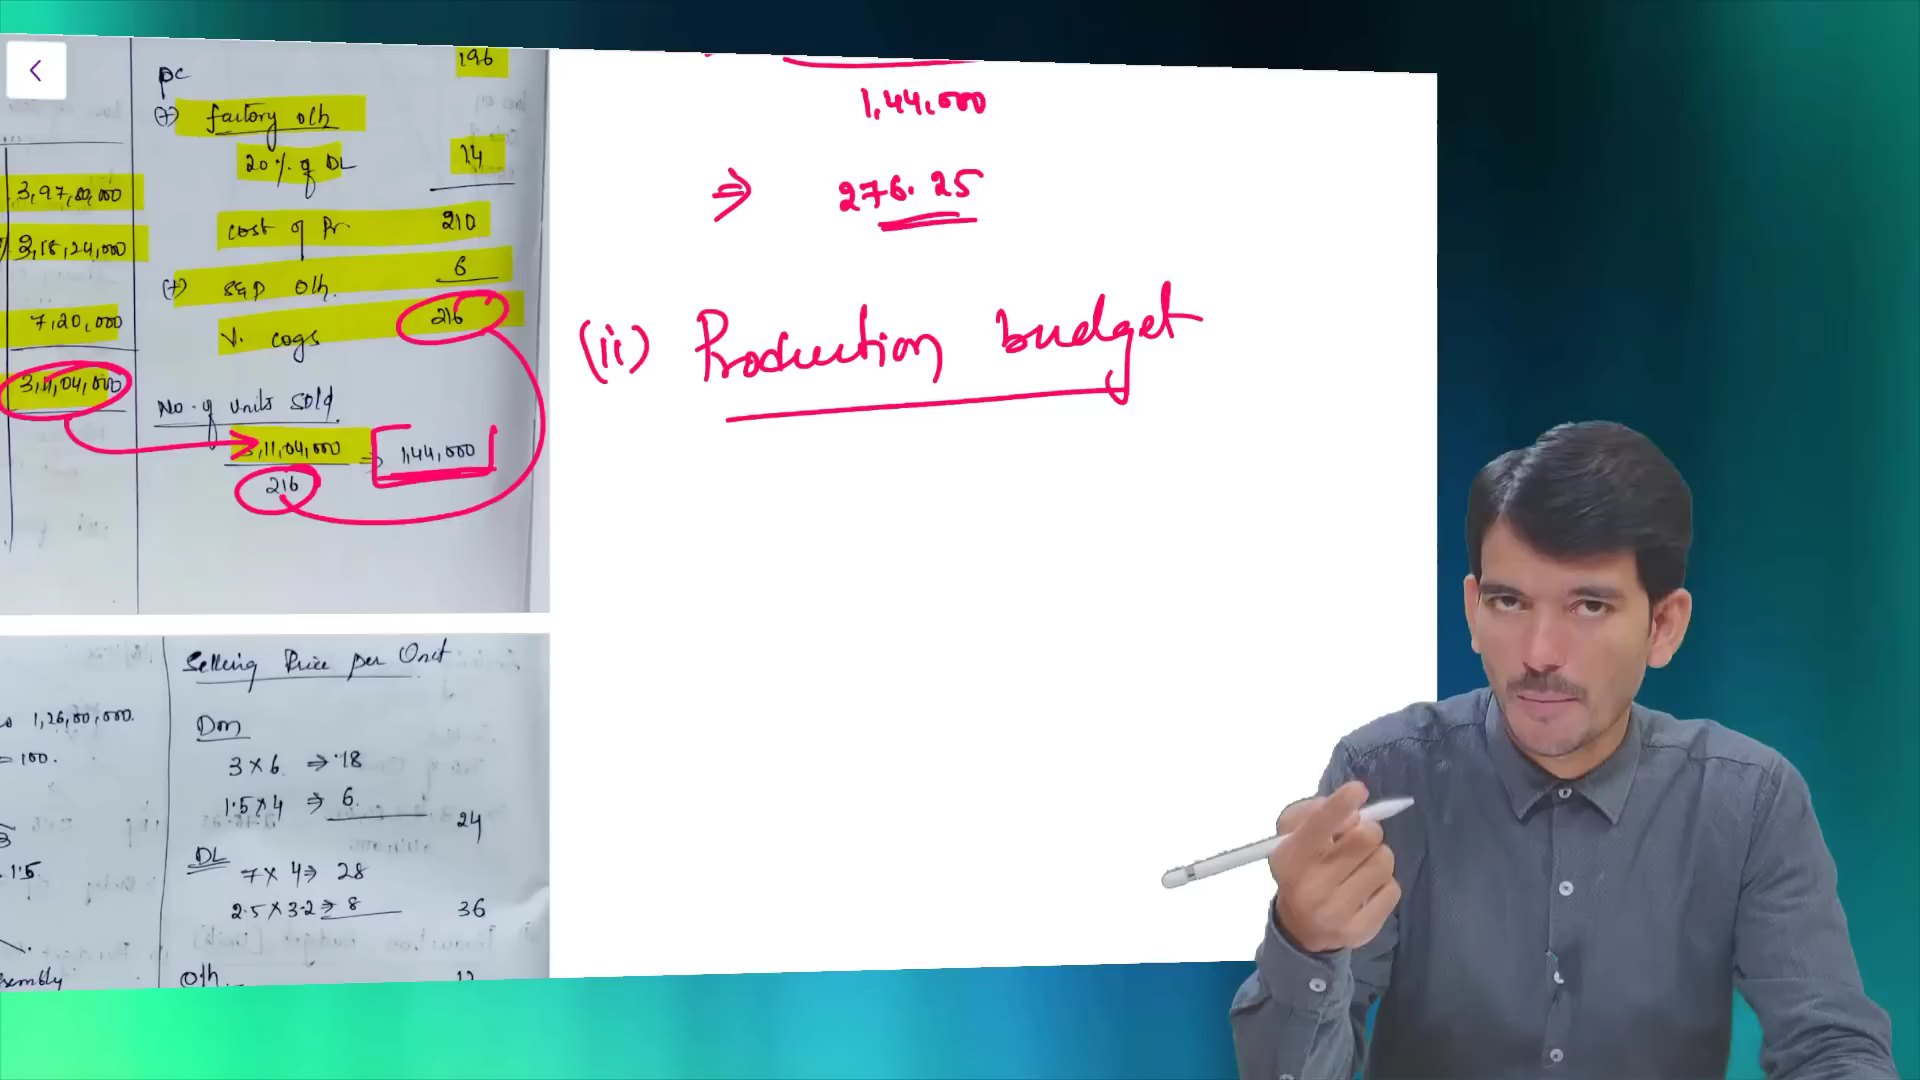 196
PC
(+) factory o/h
20% of DL 14
3,97,80,000
cost of Pr. 210
3,18,24,000
(+) S&D O/h. 6
7,20,000
V. cogs 216
3,11,04,000
No. of units sold
3,11,04,000 ⇒ 1,44,000
216
1,44,000
⇒ 276.25
(ii) Production budget
Selling Price per Unit
1,26,00,000.
DM
= 100.
3 × 6 ⇒ 18
1.5 × 4 ⇒ 6 24
1.5
DL
7 × 4 ⇒ 28
2.5 × 3.2 ⇒ 8 36
O/h. 12